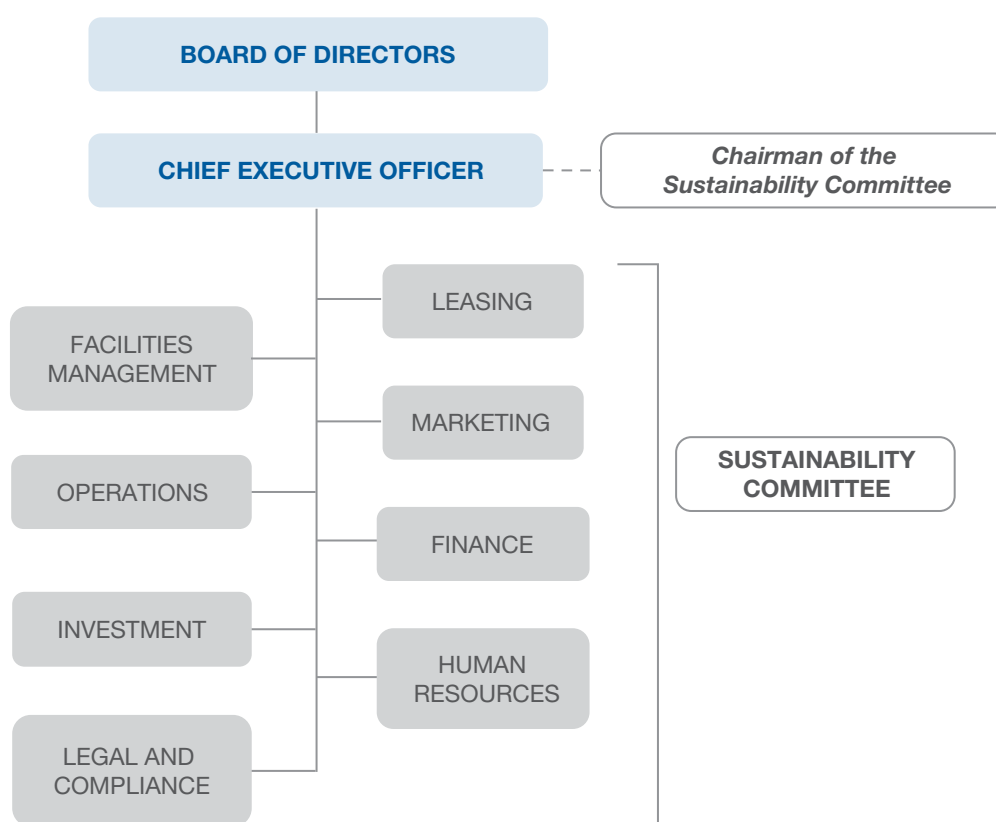 BOARD OF DIRECTORS
CHIEF EXECUTIVE OFFICER
Chairman of the
Sustainability Committee
LEASING
FACILITIES
MANAGEMENT
MARKETING
SUSTAINABILITY
COMMITTEE
OPERATIONS
FINANCE
INVESTMENT
HUMAN
RESOURCES
LEGAL AND
COMPLIANCE